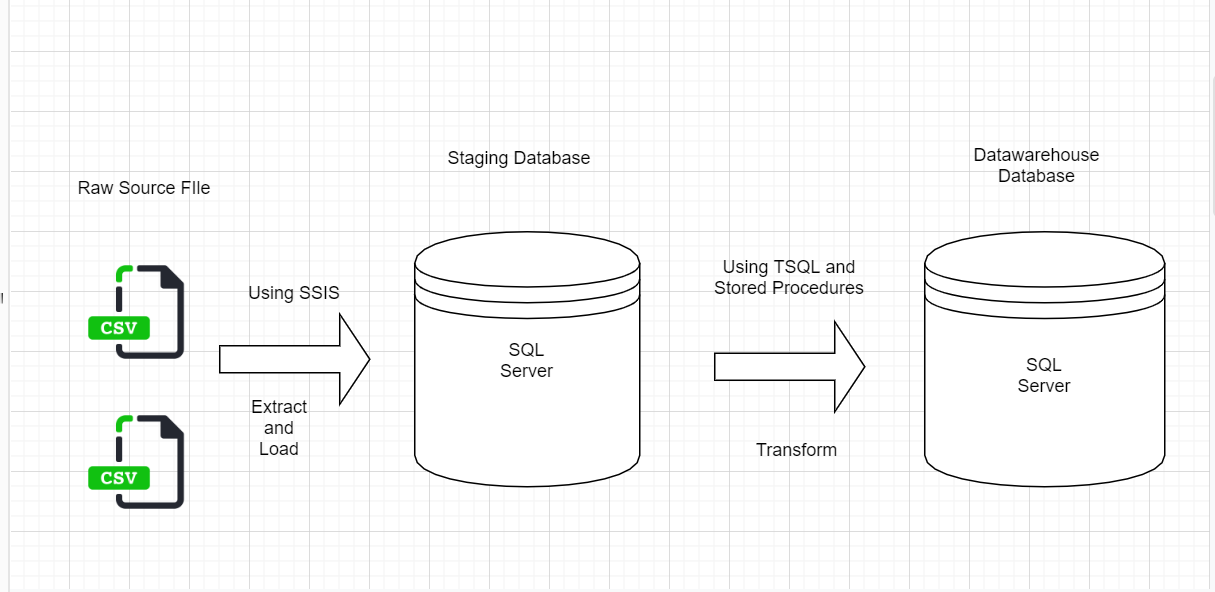 Raw Source FIle
CSV
CSV
Using SSIS
Extract
and
Load
Staging Database
SQL
Server
Using TSQL and
Stored Procedures
Transform
Datawarehouse
Database
SQL
Server